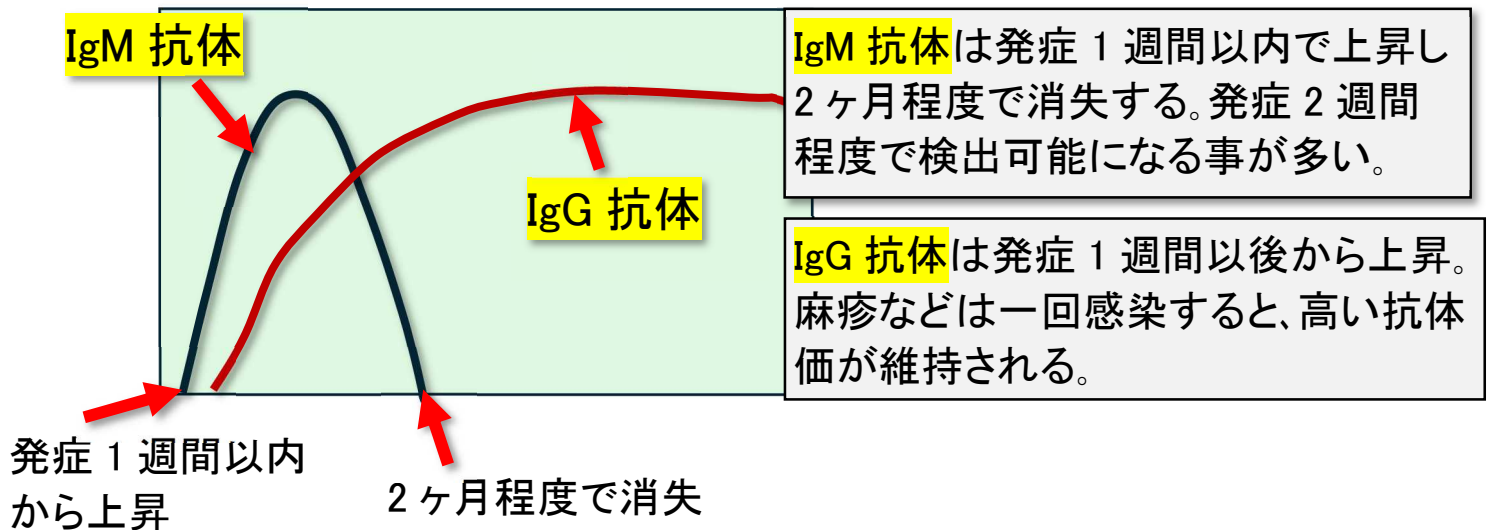 IgM 抗体
IgM 抗体は発症 1 週間以内で上昇し
2 ヶ月程度で消失する。発症 2 週間
程度で検出可能になる事が多い。
IgG 抗体
IgG 抗体は発症 1 週間以後から上昇。
麻疹などは一回感染すると、高い抗体
価が維持される。
発症 1 週間以内
から上昇
2 ヶ月程度で消失